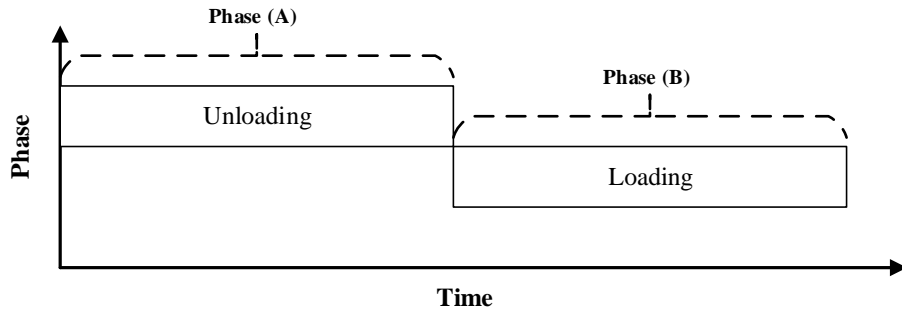 Phase (A)
Phase (B)
Unloading
Loading
Phase
Time